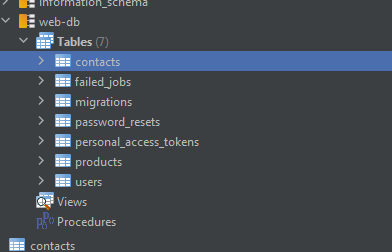 information_schema
web-db
Tables (7)
contacts
failed_jobs
migrations
password_resets
personal_access_tokens
products
users
Views
Procedures
contacts